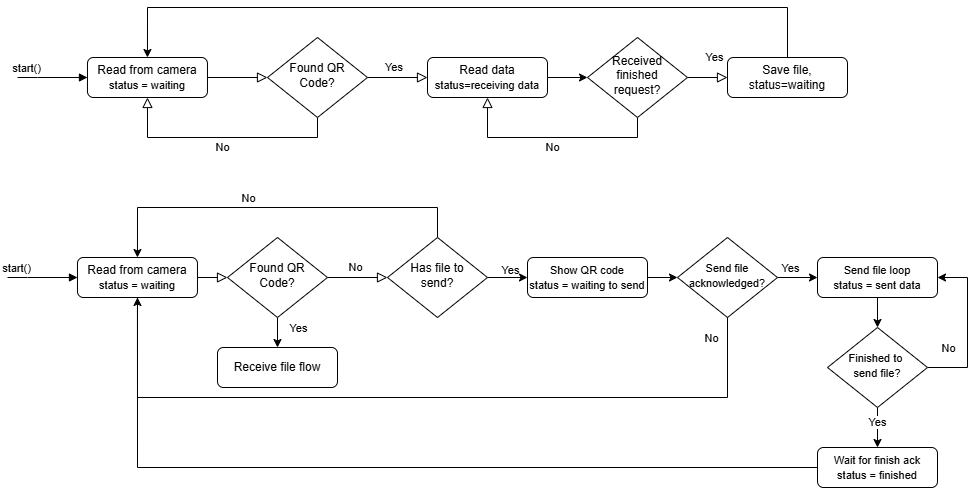 start()
Read from camera
status = waiting
Found QR
Code?
Yes
No
Read data
status=receiving data
Received
finished
request?
Yes
No
Save file,
status=waiting
No
start()
Read from camera
status = waiting
Found QR
Code?
No
Yes
Receive file flow
Has file to
send?
Yes
Show QR code
status = waiting to send
Send file
acknowledged?
Yes
No
Send file loop
status = sent data
Finished to
send file?
No
Yes
Wait for finish ack
status = finished